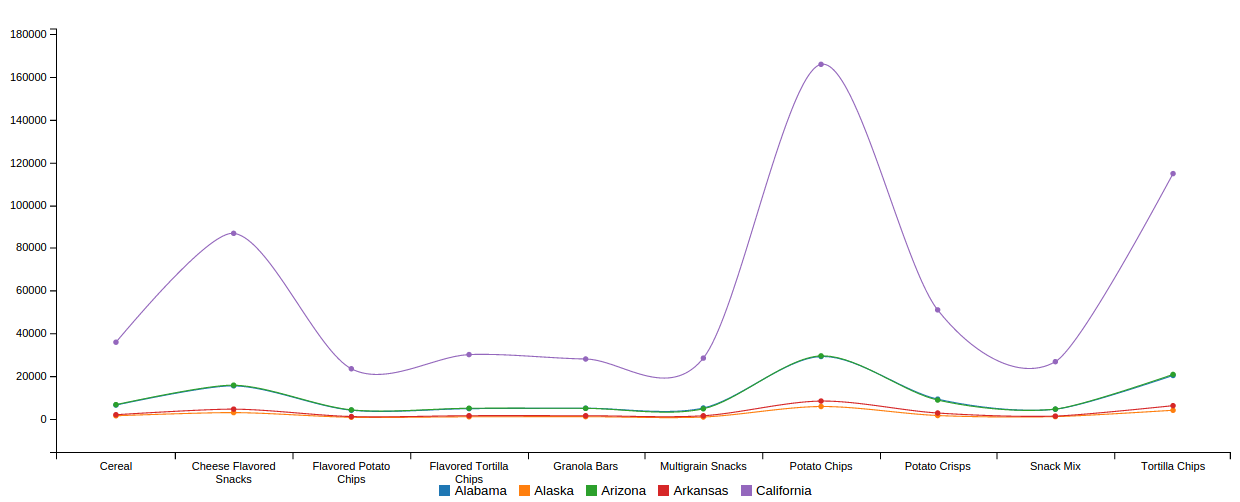 180000
160000
140000
120000
100000
80000
60000
40000
20000
0
Cereal
Cheese Flavored
Snacks
Flavored Potato
Chips
Flavored Tortilla
Chips
Granola Bars
Multigrain Snacks
Potato Chips
Potato Crisps
Snack Mix
Tortilla Chips
Alabama
Alaska
Arizona
Arkansas
California